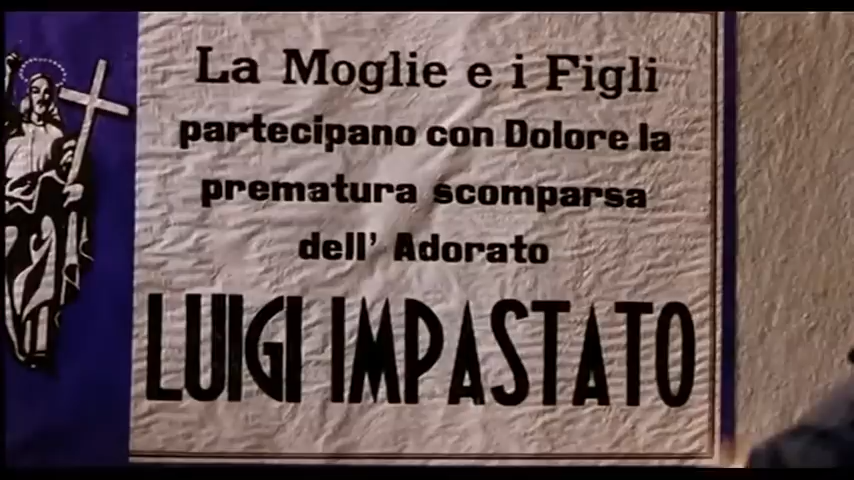 La Moglie e i Figli
partecipano con Dolore la
prematura scomparsa
dell' Adorato
LUIGI IMPASTATO